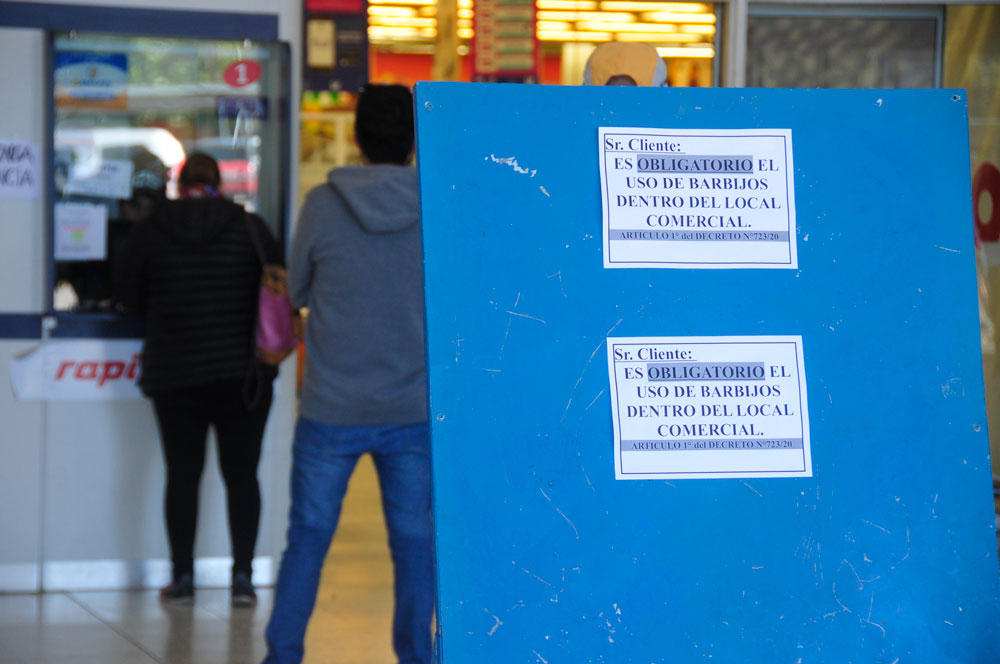 1
NGA
NCIA
rapi
Sr. Cliente:
ES OBLIGATORIO EL
USO DE BARBIJOS
DENTRO DEL LOCAL
COMERCIAL.
ARTICULO 1° del DECRETO N°723/20
Sr. Cliente:
ES OBLIGATORIO EL
USO DE BARBIJOS
DENTRO DEL LOCAL
COMERCIAL.
ARTICULO 1° del DECRETO N°723/20